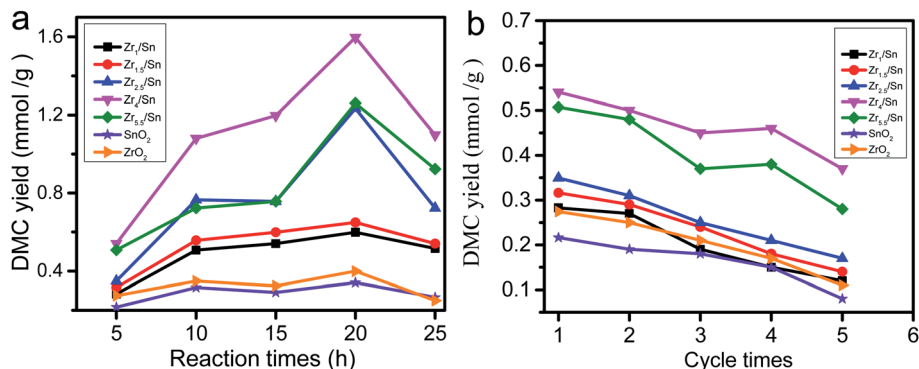 a
DMC yield (mmol /g)
1.6
1.2
0.8
0.4
Zr₁/Sn
Zr₁.₅/Sn
Zr₂.₅/Sn
Zr₄/Sn
Zr₅.₅/Sn
SnO₂
ZrO₂
5 10 15 20 25
Reaction times (h)
b
DMC yield (mmol /g)
0.7
0.6
0.5
0.4
0.3
0.2
0.1
Zr₁/Sn
Zr₁.₅/Sn
Zr₂.₅/Sn
Zr₄/Sn
Zr₅.₅/Sn
SnO₂
ZrO₂
1 2 3 4 5 6
Cycle times